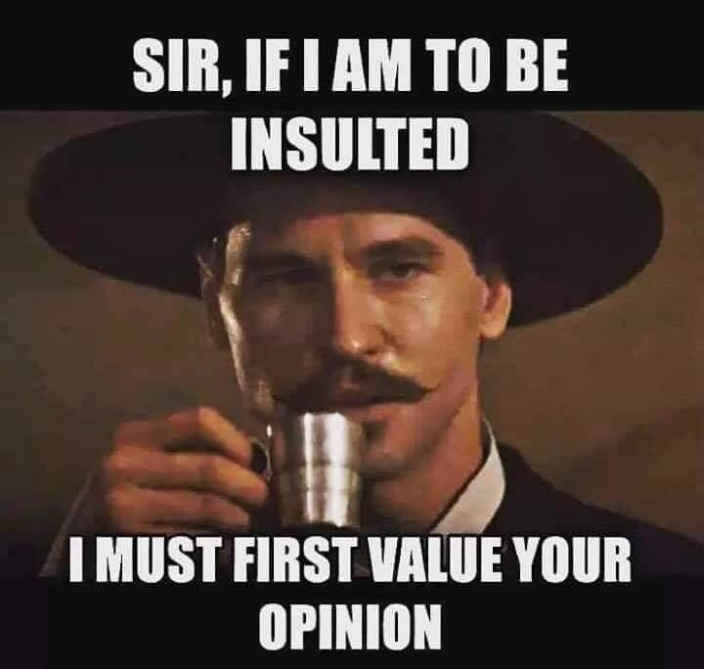 SIR, IF I AM TO BE
INSULTED
I MUST FIRST VALUE YOUR
OPINION